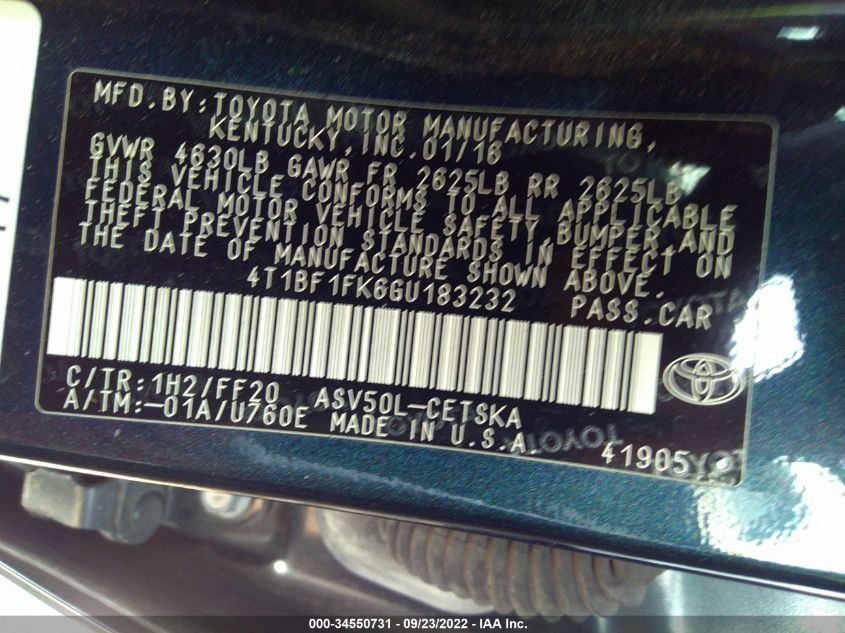 MFD.BY:TOYOTA MOTOR MANUFACTURING,
KENTUCKY, INC. 01/16
GVWR 4630LB GAWR FR 2625LB RR 2625LB
THIS VEHICLE CONFORMS TO ALL APPLICABLE
FEDERAL MOTOR VEHICLE SAFETY, BUMPER, AND
THEFT PREVENTION STANDARDS IN EFFECT ON
THE DATE OF MANUFACTURE SHOWN ABOVE.
4T1BF1FK6GU183232 PASS.CAR
C/TR:1H2/FF20 ASV50L-CETSKA
A/TM:-01A/U760E MADE IN U.S.A. 41905
000-34550731 - 09/23/2022 - IAA Inc.